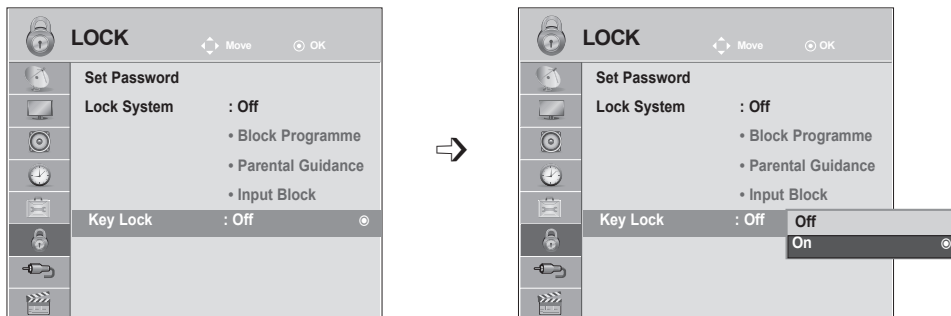 LOCK Move OK
Set Password
Lock System : Off
• Block Programme
• Parental Guidance
• Input Block
Key Lock : Off
LOCK Move OK
Set Password
Lock System : Off
• Block Programme
• Parental Guidance
• Input Block
Key Lock : Off
Off
On